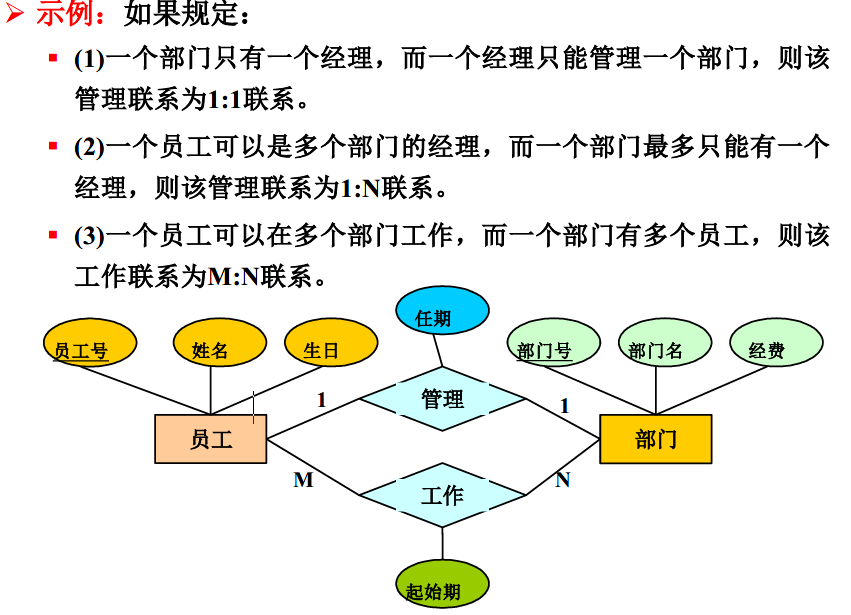 示例：如果规定：
(1)一个部门只有一个经理，而一个经理只能管理一个部门，则该
管理联系为1:1联系。
(2)一个员工可以是多个部门的经理，而一个部门最多只能有一个
经理，则该管理联系为1:N联系。
(3)一个员工可以在多个部门工作，而一个部门有多个员工，则该
工作联系为M:N联系。
任期
员工号
姓名
生日
部门号
部门名
经费
1
管理
1
员工
部门
M
工作
N
起始期